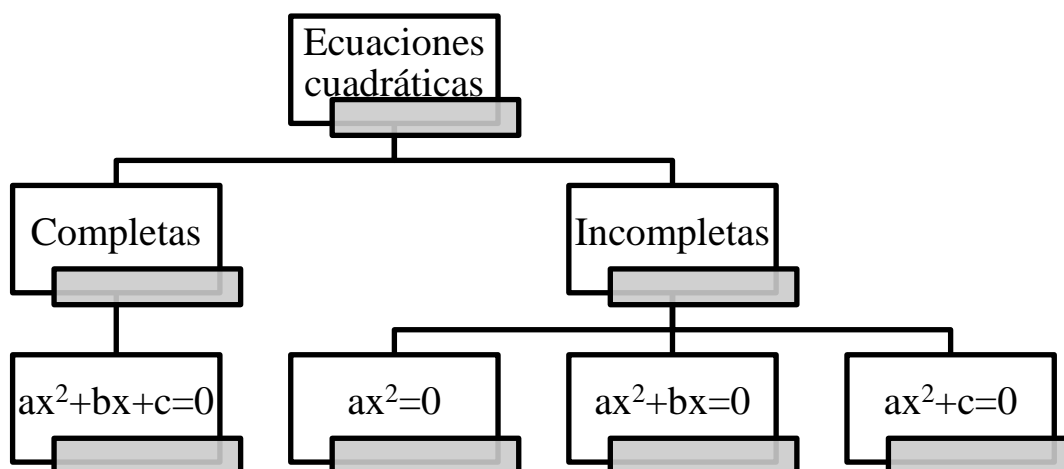 Ecuaciones
cuadráticas
Completas
Incompletas
ax²+bx+c=0
ax²=0
ax²+bx=0
ax²+c=0